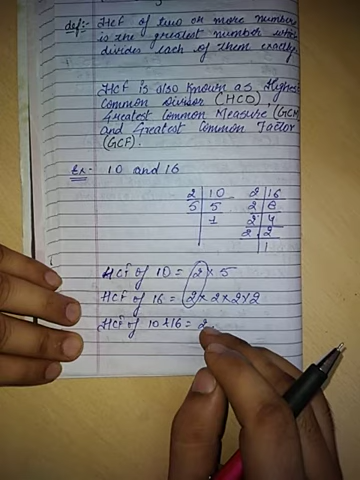 def:- HCF of two or more numbers
is the greatest number which
divides each of them exactly.
HCF is also known as Highest
Common Divisor (HCD),
Greatest Common Measure (GCM)
and Greatest Common Factor
(GCF).
Ex:- 10 and 16
2 | 10 2 | 16
5 | 5 2 | 8
1 2 | 4
2 | 2
1
HCF of 10 = 2 × 5
HCF of 16 = 2 × 2 × 2 × 2
HCF of 10 & 16 = 2